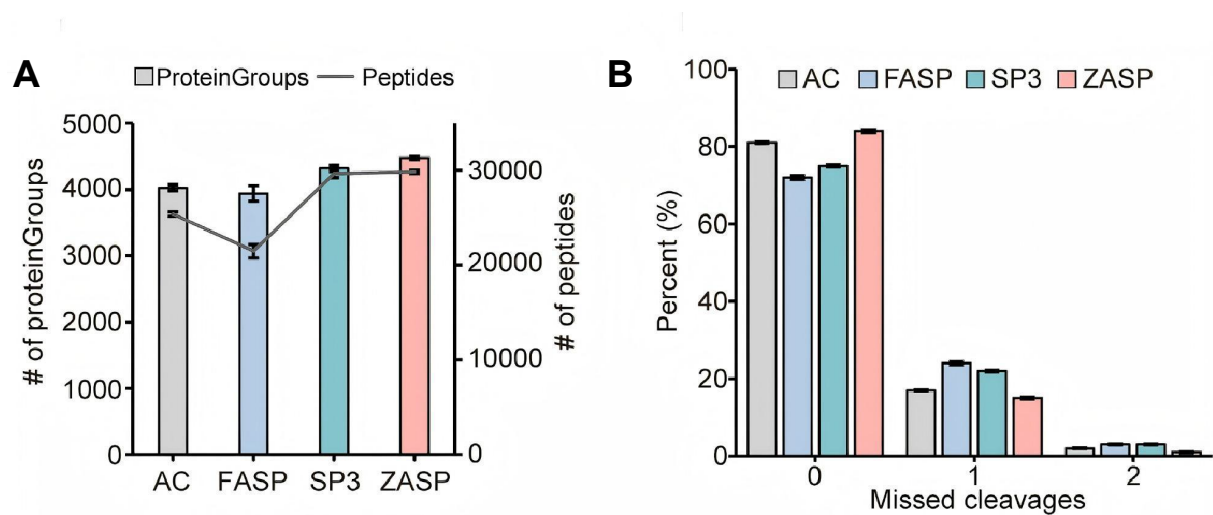 A
ProteinGroups Peptides
# of proteinGroups
5000
4000
3000
2000
1000
0
30000
20000
10000
0
# of peptides
AC FASP SP3 ZASP
B
AC FASP SP3 ZASP
Percent (%)
100
80
60
40
20
0
0 1 2
Missed cleavages